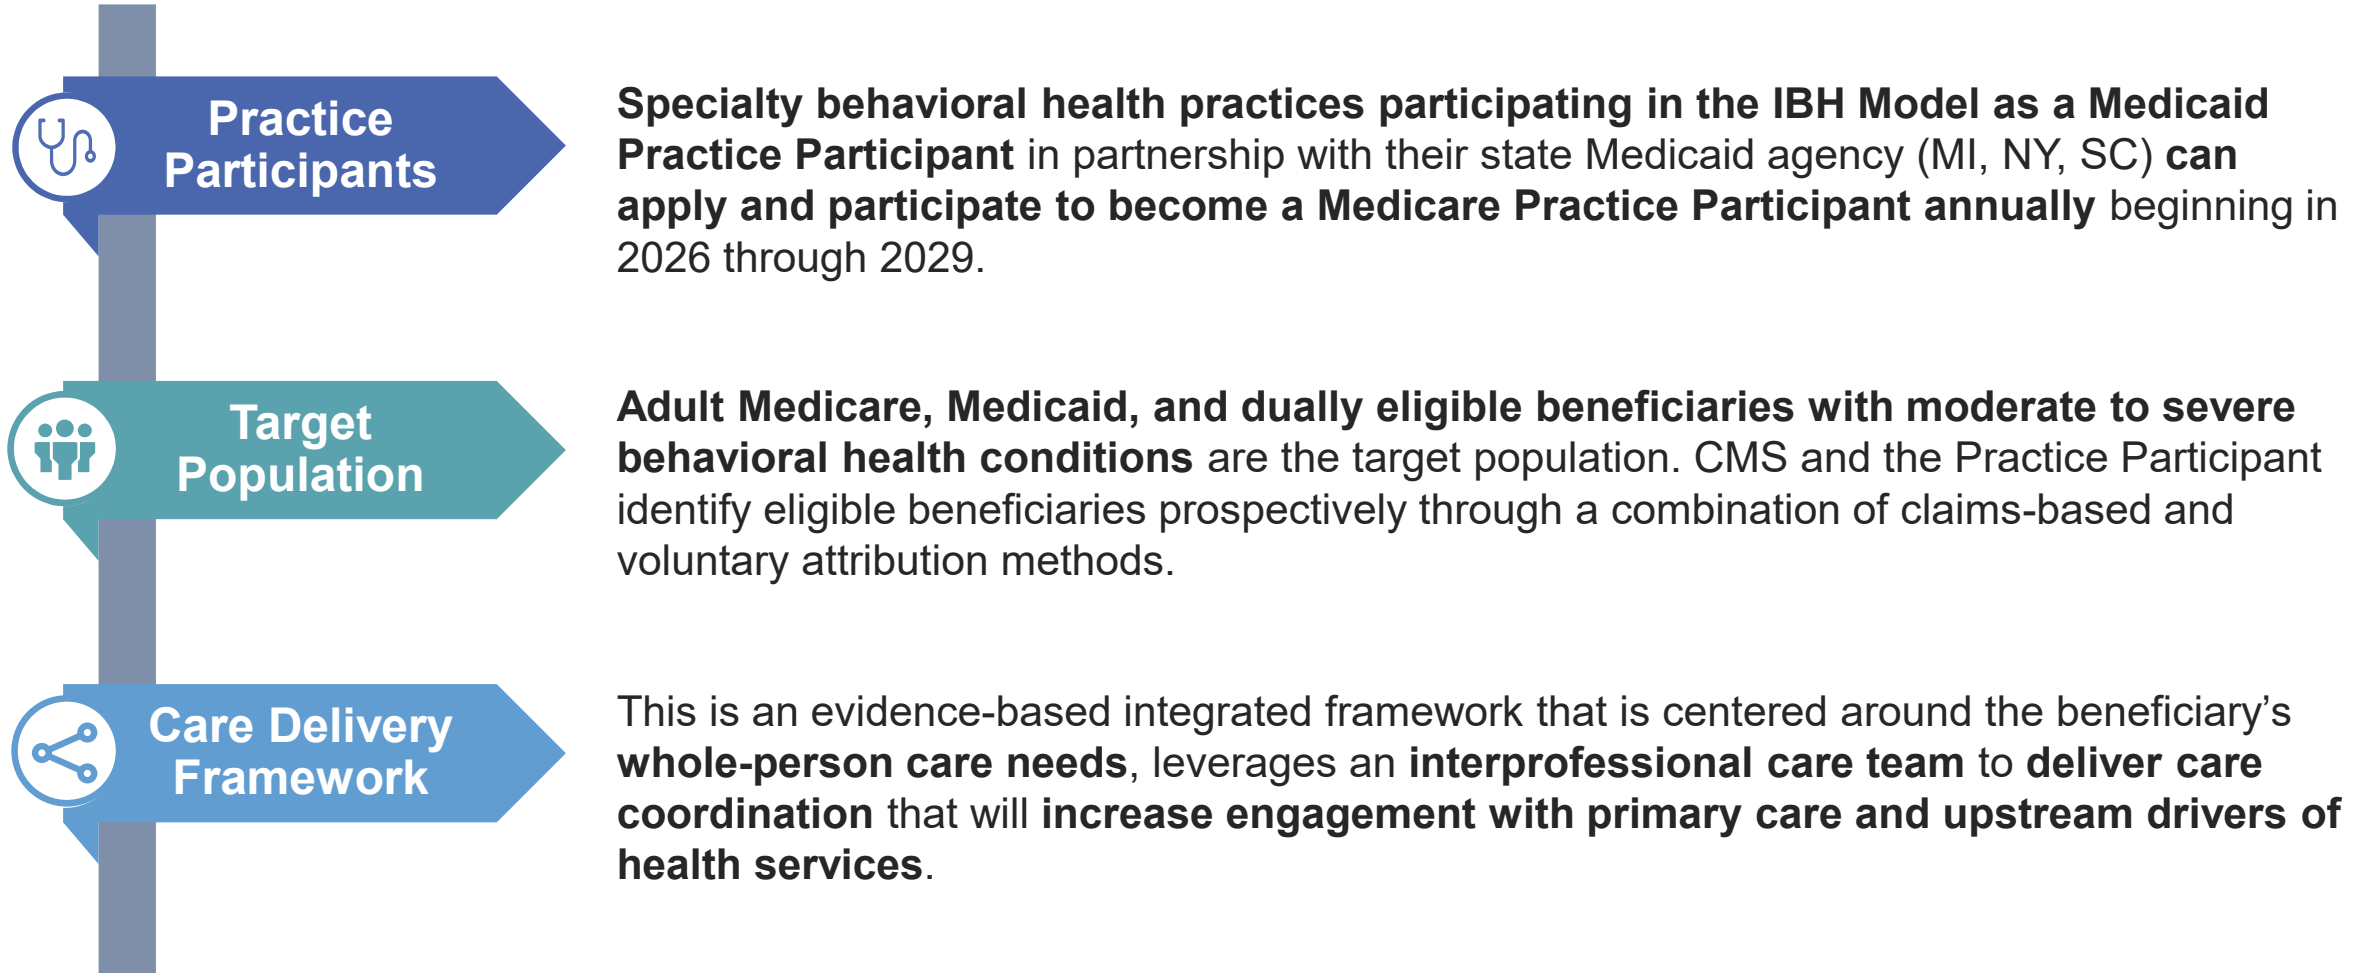 Practice
Participants
Specialty behavioral health practices participating in the IBH Model as a Medicaid
Practice Participant in partnership with their state Medicaid agency (MI, NY, SC) can
apply and participate to become a Medicare Practice Participant annually beginning in
2026 through 2029.
Target
Population
Adult Medicare, Medicaid, and dually eligible beneficiaries with moderate to severe
behavioral health conditions are the target population. CMS and the Practice Participant
identify eligible beneficiaries prospectively through a combination of claims-based and
voluntary attribution methods.
Care Delivery
Framework
This is an evidence-based integrated framework that is centered around the beneficiary’s
whole-person care needs, leverages an interprofessional care team to deliver care
coordination that will increase engagement with primary care and upstream drivers of
health services.